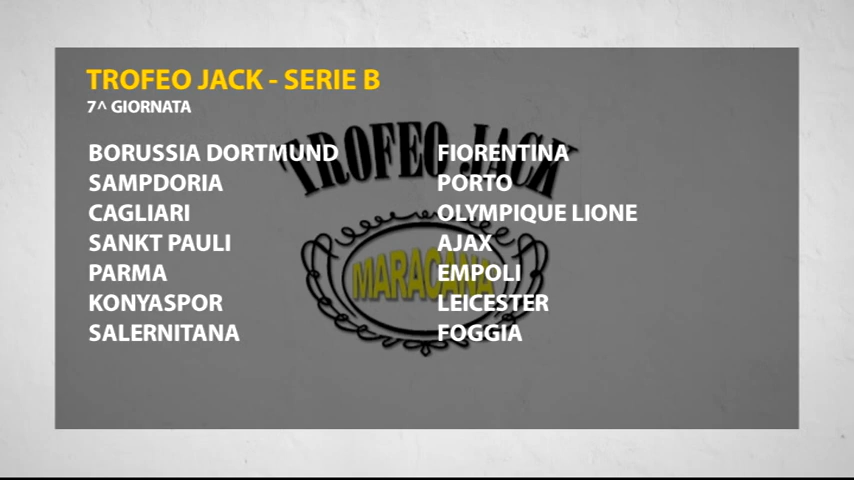 TROFEO JACK - SERIE B
7^ GIORNATA
TROFEO JACK
BORUSSIA DORTMUND FIORENTINA
SAMPDORIA PORTO
CAGLIARI OLYMPIQUE LIONE
SANKT PAULI AJAX
PARMA EMPOLI
MARACANA
KONYASPOR LEICESTER
SALERNITANA FOGGIA